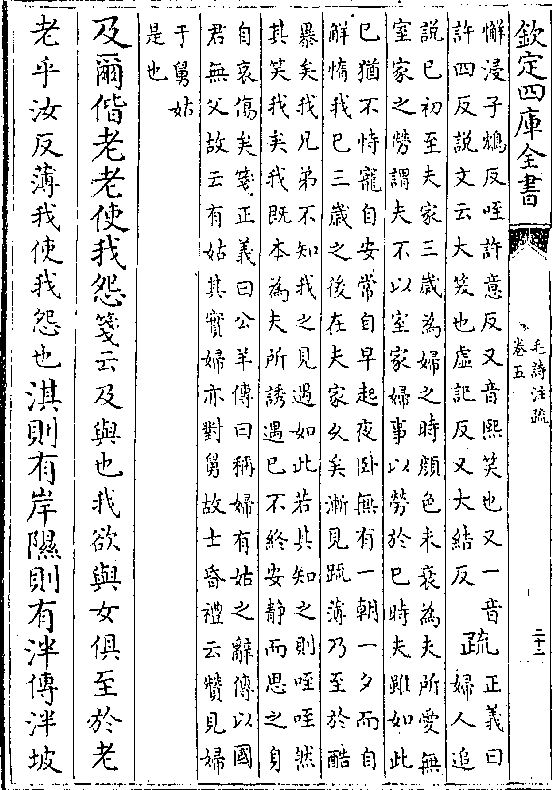 欽定四庫全書
毛詩注疏
卷五
二十二
懈浸子鴆反咥許意反又音熙笑也又一音
許四反説文云大笑也虛記反又大結反
疏
正義曰
婦人追
説已初至夫家三歲為婦之時顔色未衰為夫所愛無
室家之勞謂夫不以室家婦事以勞於已時夫雖如此
已猶不恃寵自安常自早起夜卧無有一朝一夕而自
解惰我已三歲之後在夫家乆矣漸見踈薄乃至於酷
暴矣我兄弟不知我之見遇如此若其知之則咥咥然
其笑我矣我既本為夫所誘遇已不終安静而思之身
自哀傷矣箋正義曰公羊傳曰稱婦有姑之辭傳以國
君無父故云有姑其實婦亦對舅故士昏禮云贊見婦
于舅姑
是也
及爾偕老老使我怨箋云及與也我欲與女俱至於老
老乎汝反薄我使我怨也淇則有岸隰則有泮傳泮坡